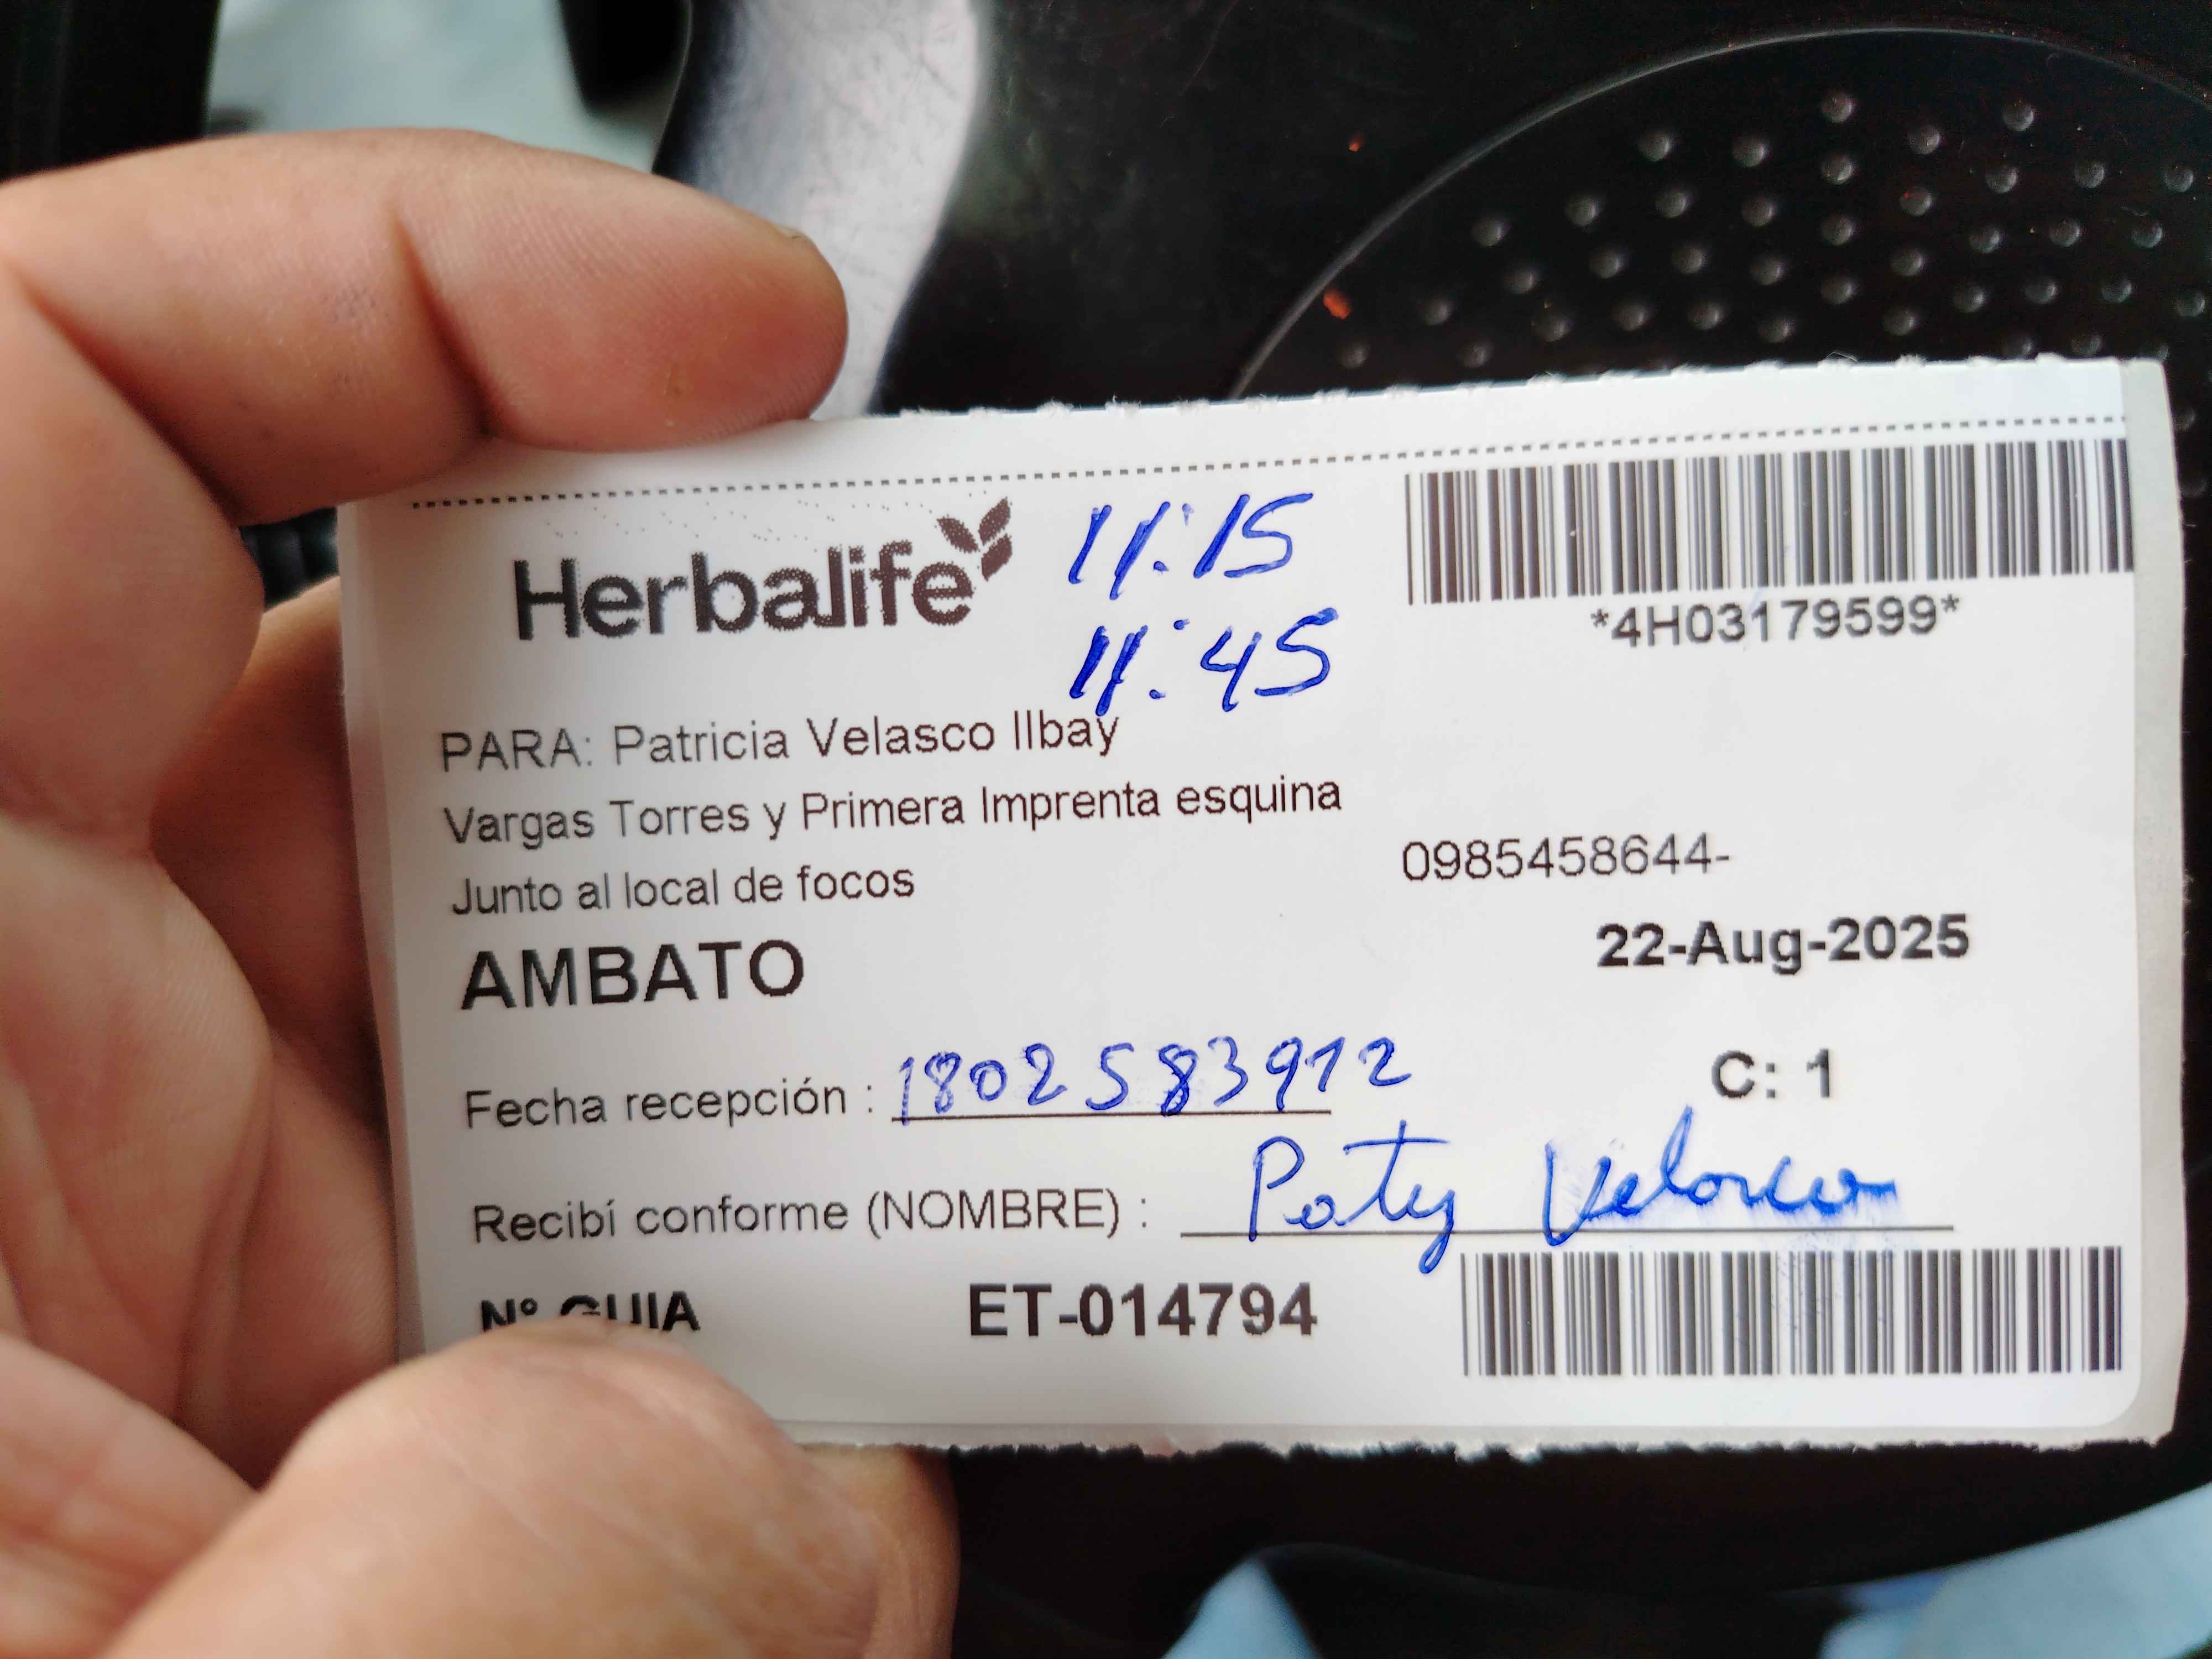 Herbalife
11:15
11:45
*4H03179599*
PARA: Patricia Velasco Ilbay
Vargas Torres y Primera Imprenta esquina
Junto al local de focos
0985458644-
AMBATO
22-Aug-2025
Fecha recepción : 1802583912
C: 1
Recibí conforme (NOMBRE) : Paty Velasco
Nº GUIA ET-014794